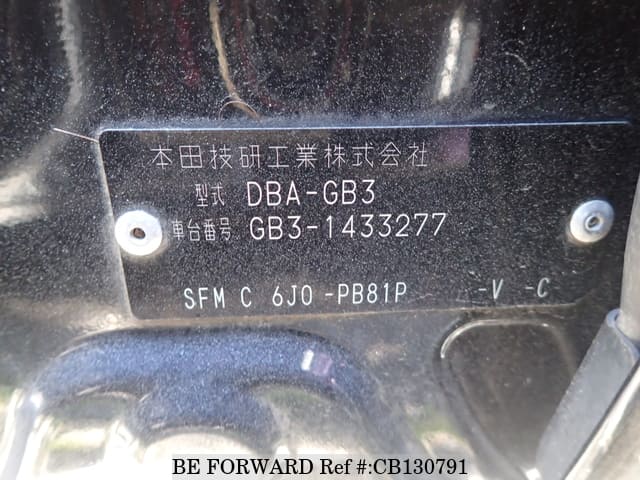 本田技研工業株式会社
型式 DBA-GB3
車台番号 GB3-1433277
SFM C 6J0 -PB81P -V -C
BE FORWARD Ref #:CB130791